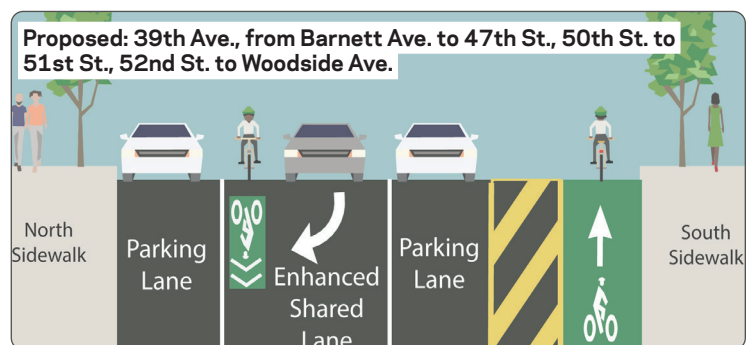 Proposed: 39th Ave., from Barnett Ave. to 47th St., 50th St. to
51st St., 52nd St. to Woodside Ave.
North
Sidewalk
Parking
Lane
Enhanced
Shared
Lane
Parking
Lane
South
Sidewalk